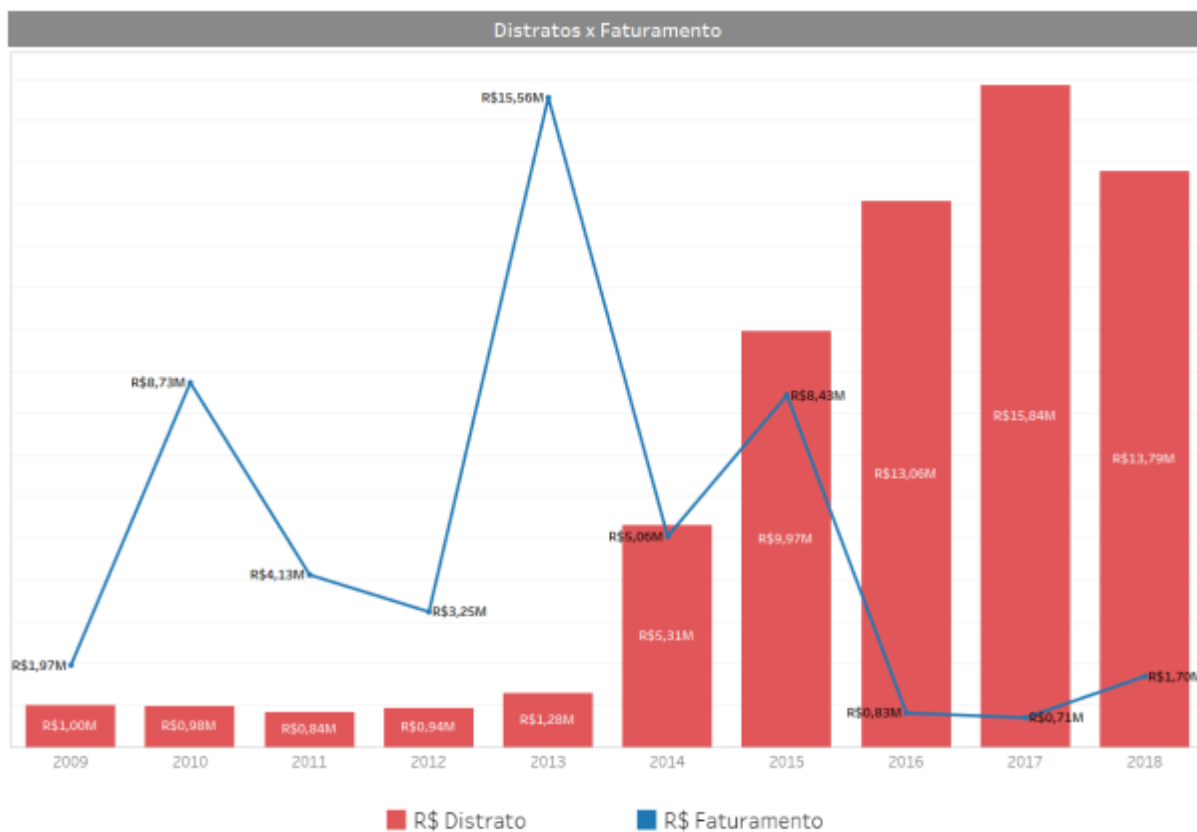 Distratos x Faturamento
R$15,56M
R$8,73M
R$8,43M
R$15,84M
R$13,79M
R$13,06M
R$5,06M
R$9,97M
R$4,13M
R$3,25M
R$5,31M
R$1,97M
R$1,70M
R$0,83M
R$0,71M
R$1,00M
R$0,98M
R$0,84M
R$0,94M
R$1,28M
2009 2010 2011 2012 2013 2014 2015 2016 2017 2018
R$ Distrato R$ Faturamento